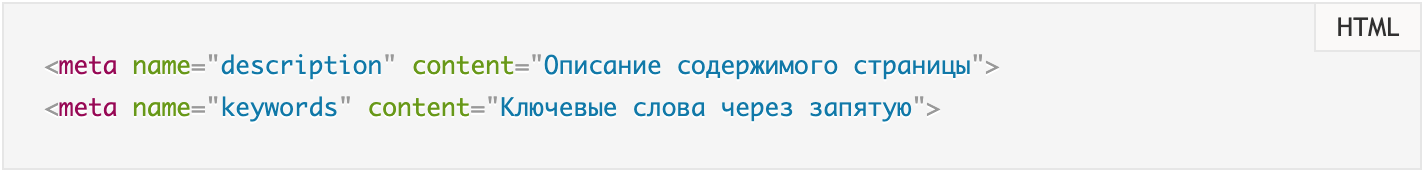 HTML
<meta name="description" content="Описание содержимого страницы">
<meta name="keywords" content="Ключевые слова через запятую">